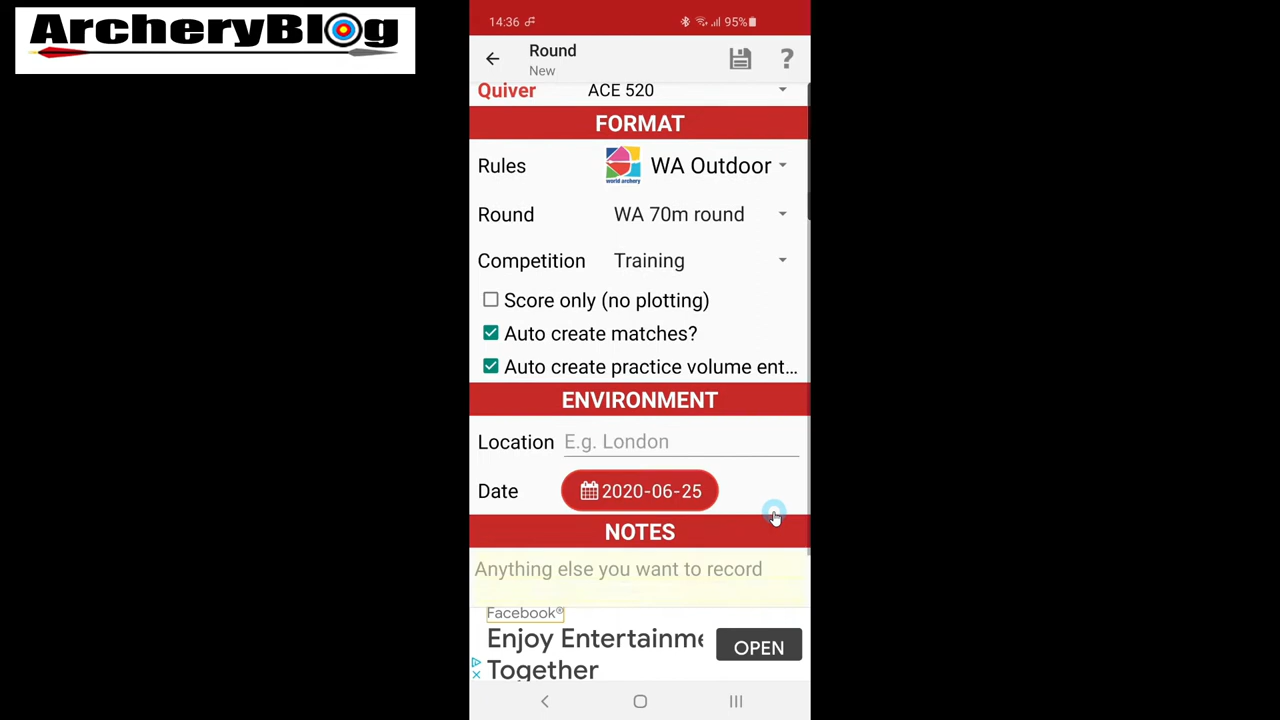 ArcheryBlog
14:36
95%
Round
New
Quiver ACE 520
FORMAT
Rules world archery WA Outdoor
Round WA 70m round
Competition Training
Score only (no plotting)
Auto create matches?
Auto create practice volume ent...
ENVIRONMENT
Location E.g. London
Date 2020-06-25
NOTES
Anything else you want to record
Facebook®
Enjoy Entertainme
Together
OPEN